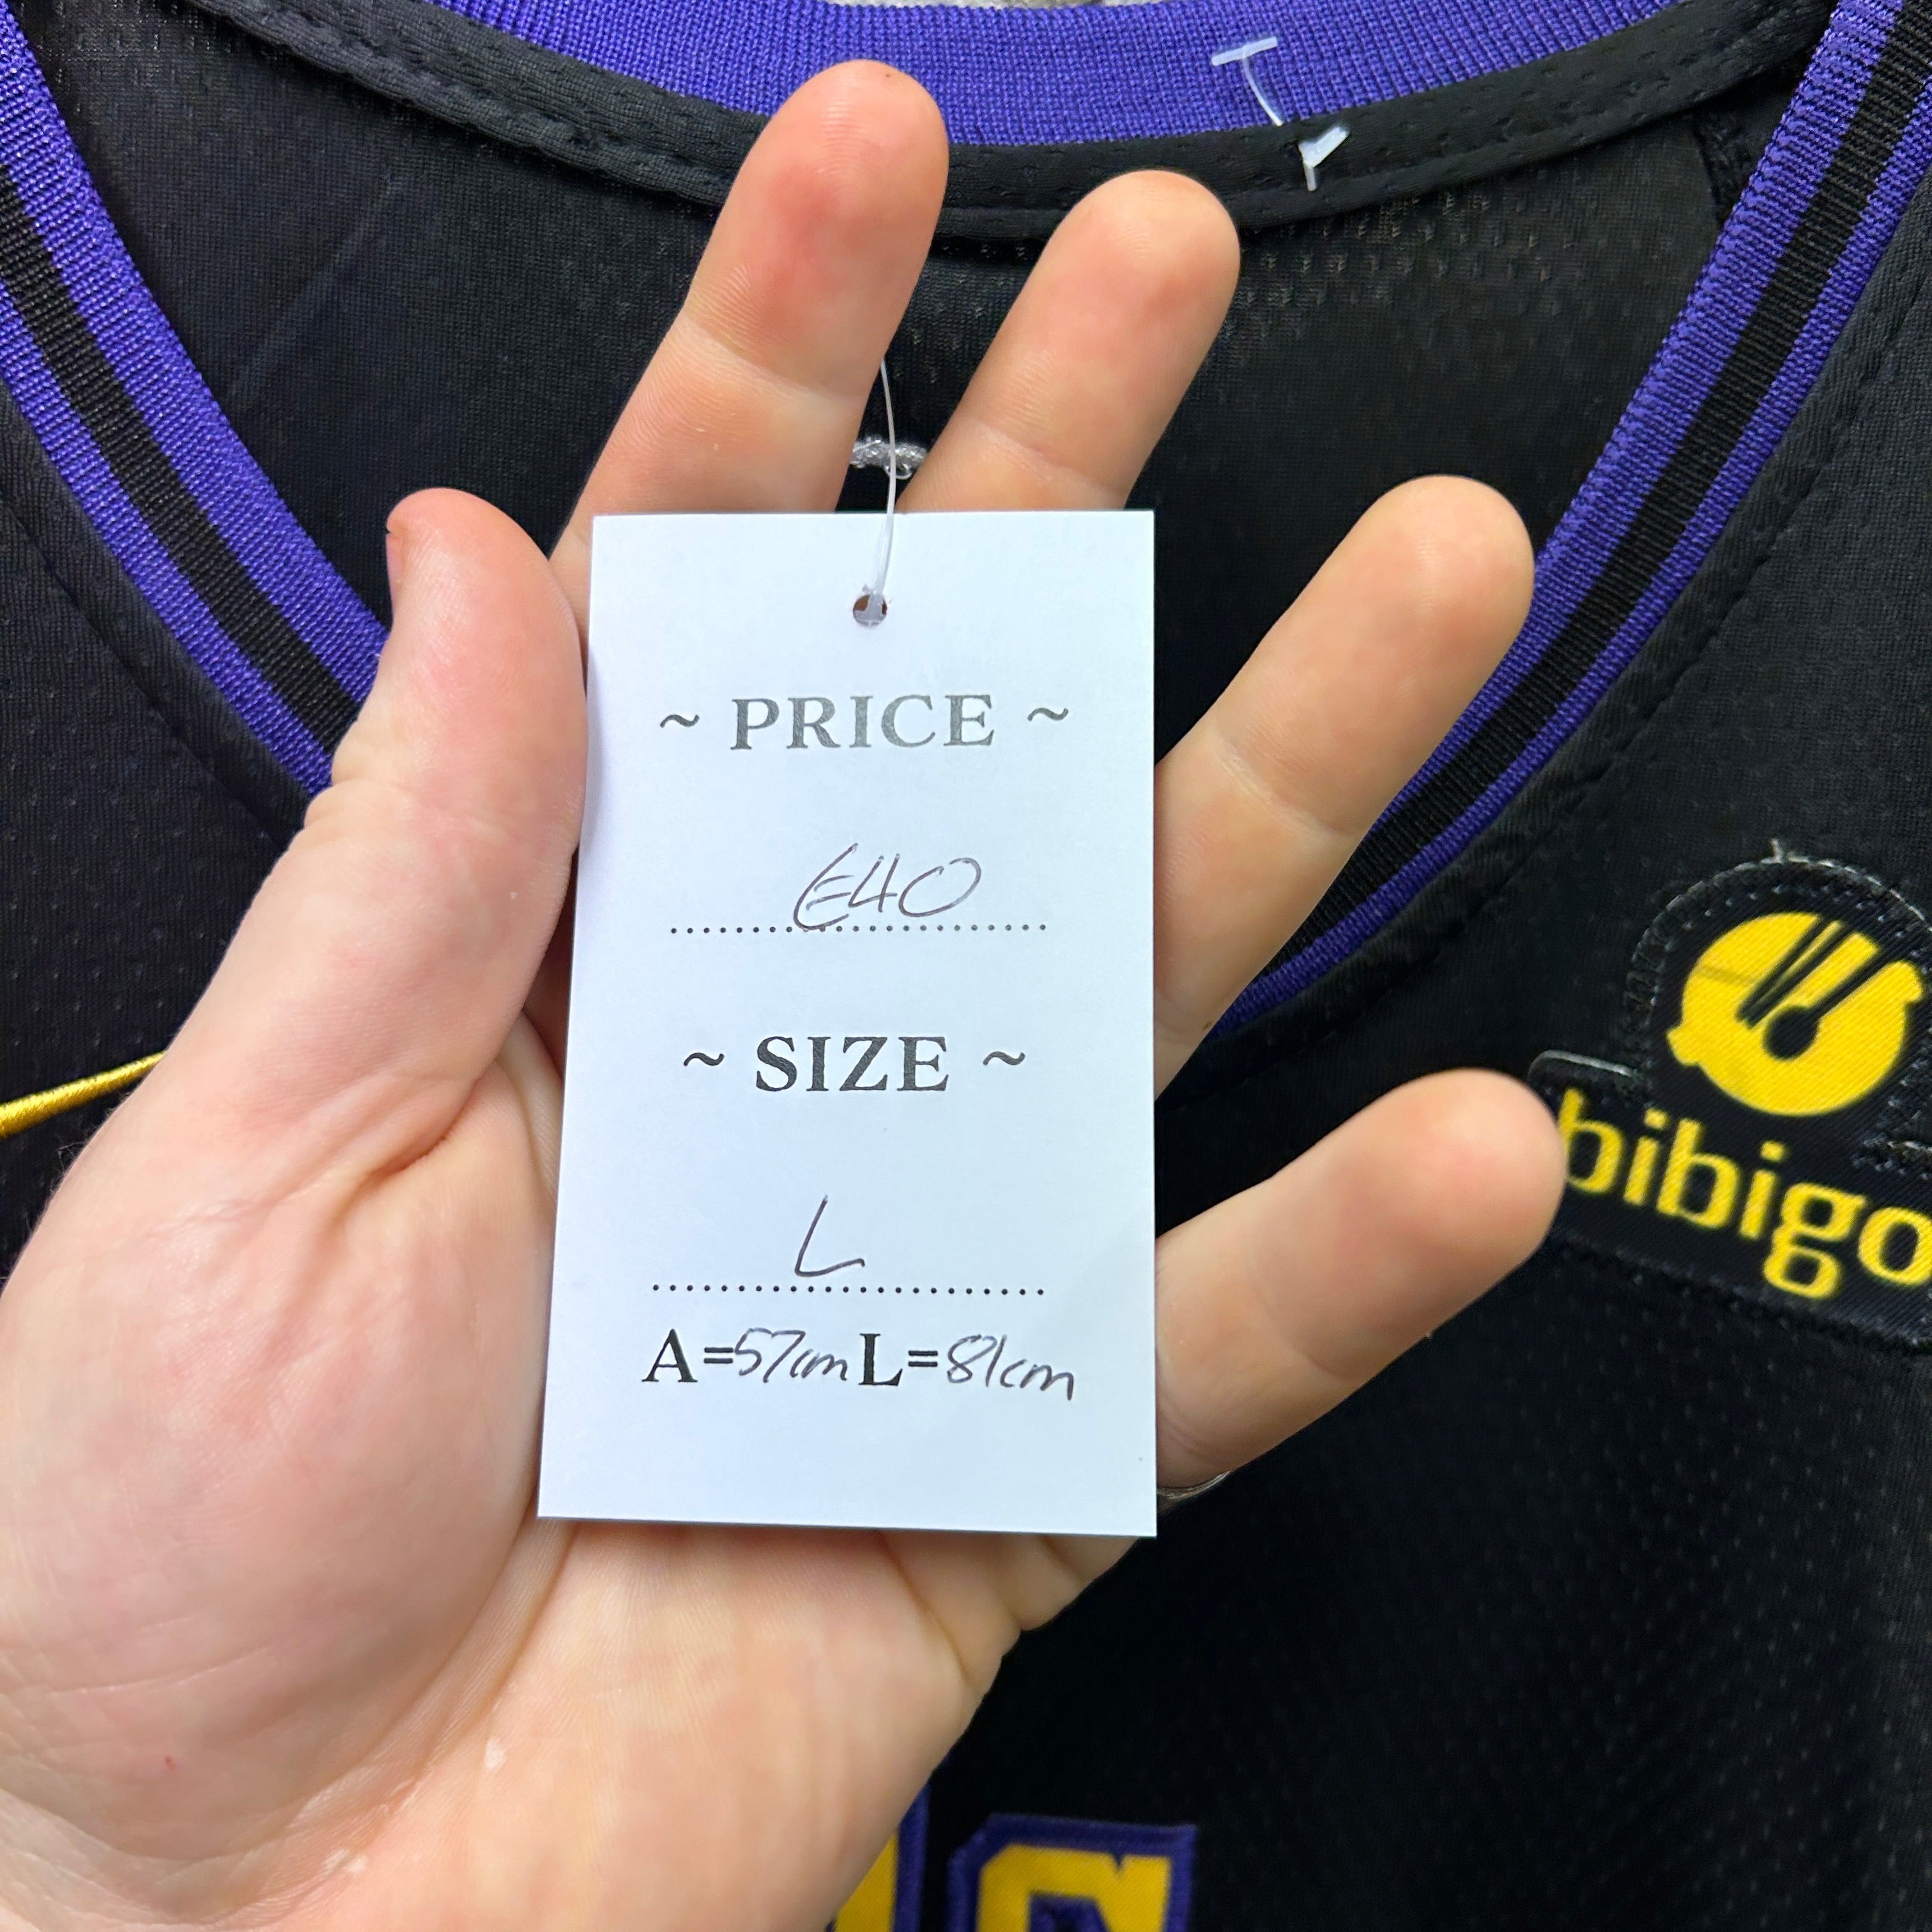 ~ PRICE ~
€40
~ SIZE ~
L
A=57cm L=81cm
bibigo